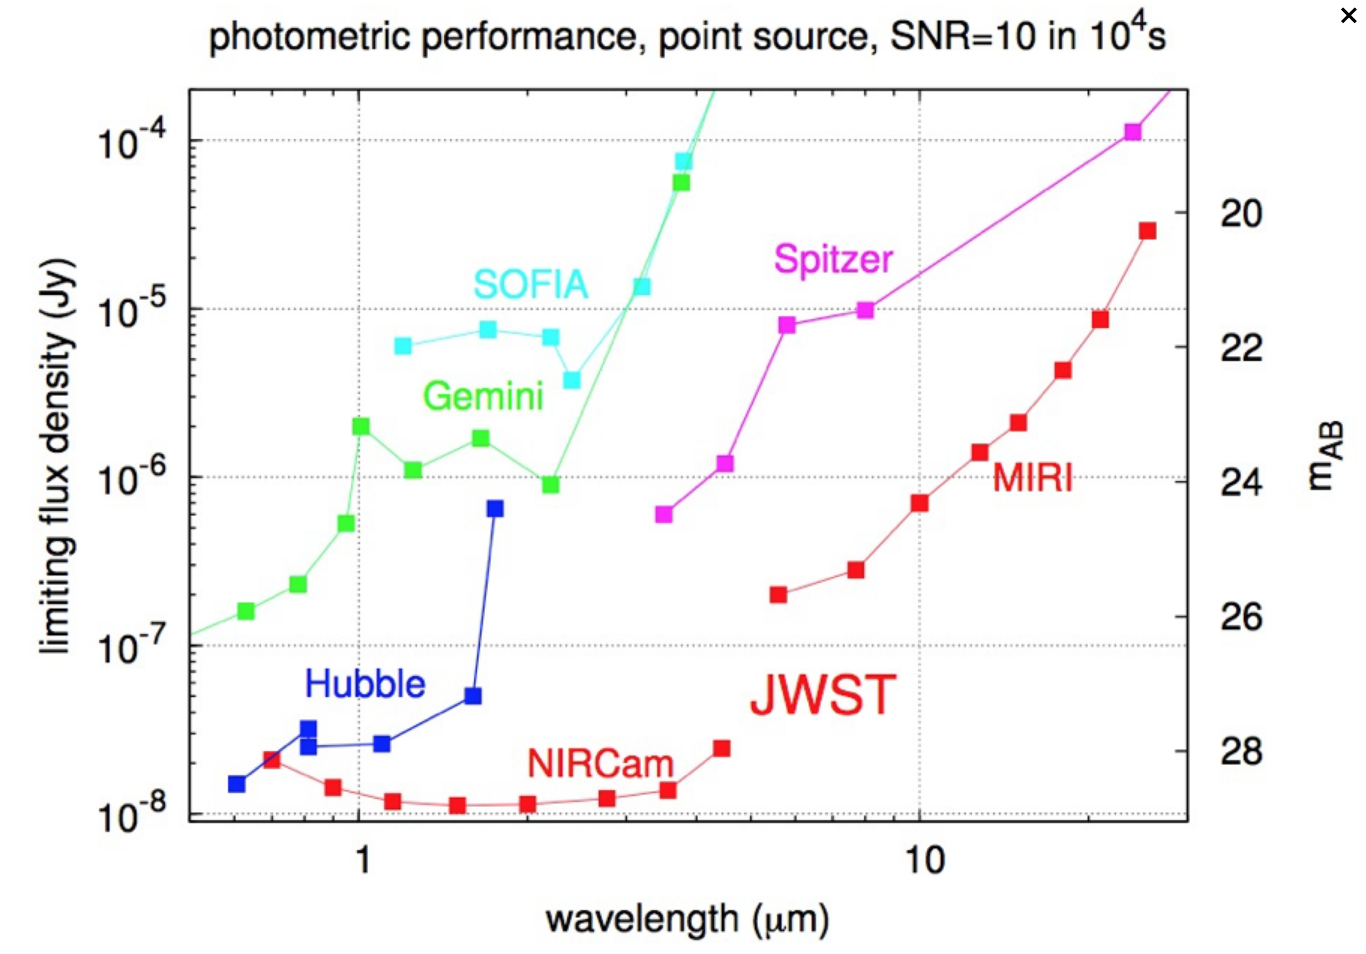 ×
photometric performance, point source, SNR=10 in 10⁴s
10⁻⁴
10⁻⁵
10⁻⁶
10⁻⁷
10⁻⁸
limiting flux density (Jy)
SOFIA
Gemini
Hubble
Spitzer
MIRI
JWST
NIRCam
20
22
24
26
28
mAB
1
10
wavelength (μm)